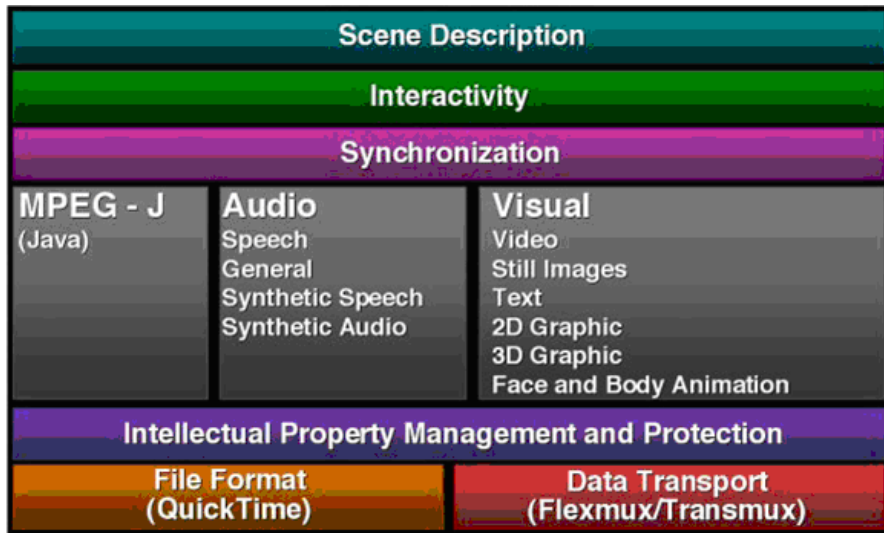 Scene Description
Interactivity
Synchronization
MPEG - J
(Java)
Audio
Speech
General
Synthetic Speech
Synthetic Audio
Visual
Video
Still Images
Text
2D Graphic
3D Graphic
Face and Body Animation
Intellectual Property Management and Protection
File Format
(QuickTime)
Data Transport
(Flexmux/Transmux)